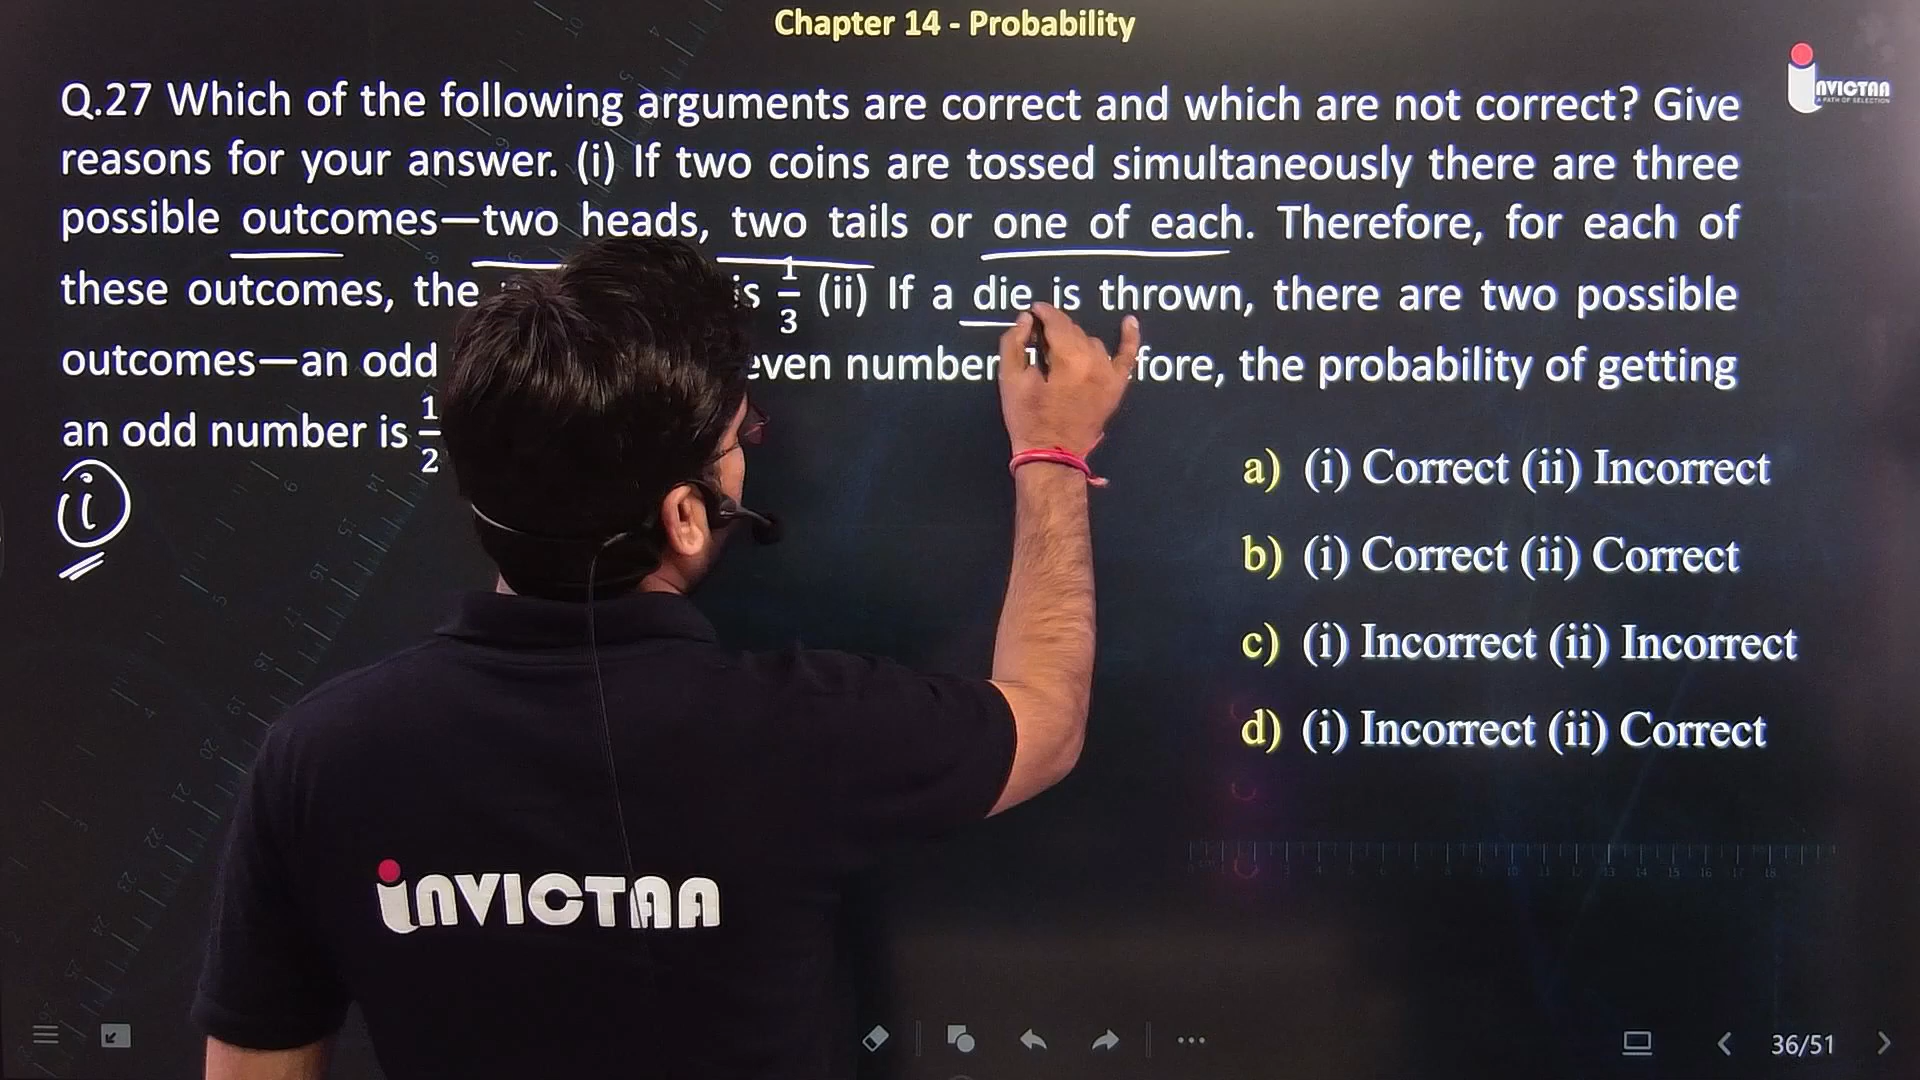 Chapter 14 - Probability
iNVICTAA
A PATH OF SELECTION
Q.27 Which of the following arguments are correct and which are not correct? Give
reasons for your answer. (i) If two coins are tossed simultaneously there are three
possible outcomes—two heads, two tails or one of each. Therefore, for each of
these outcomes, the is 1/3 (ii) If a die is thrown, there are two possible
outcomes—an odd even number fore, the probability of getting
an odd number is 1/2
(i)
a) (i) Correct (ii) Incorrect
b) (i) Correct (ii) Correct
c) (i) Incorrect (ii) Incorrect
d) (i) Incorrect (ii) Correct
iNVICTAA
36/51